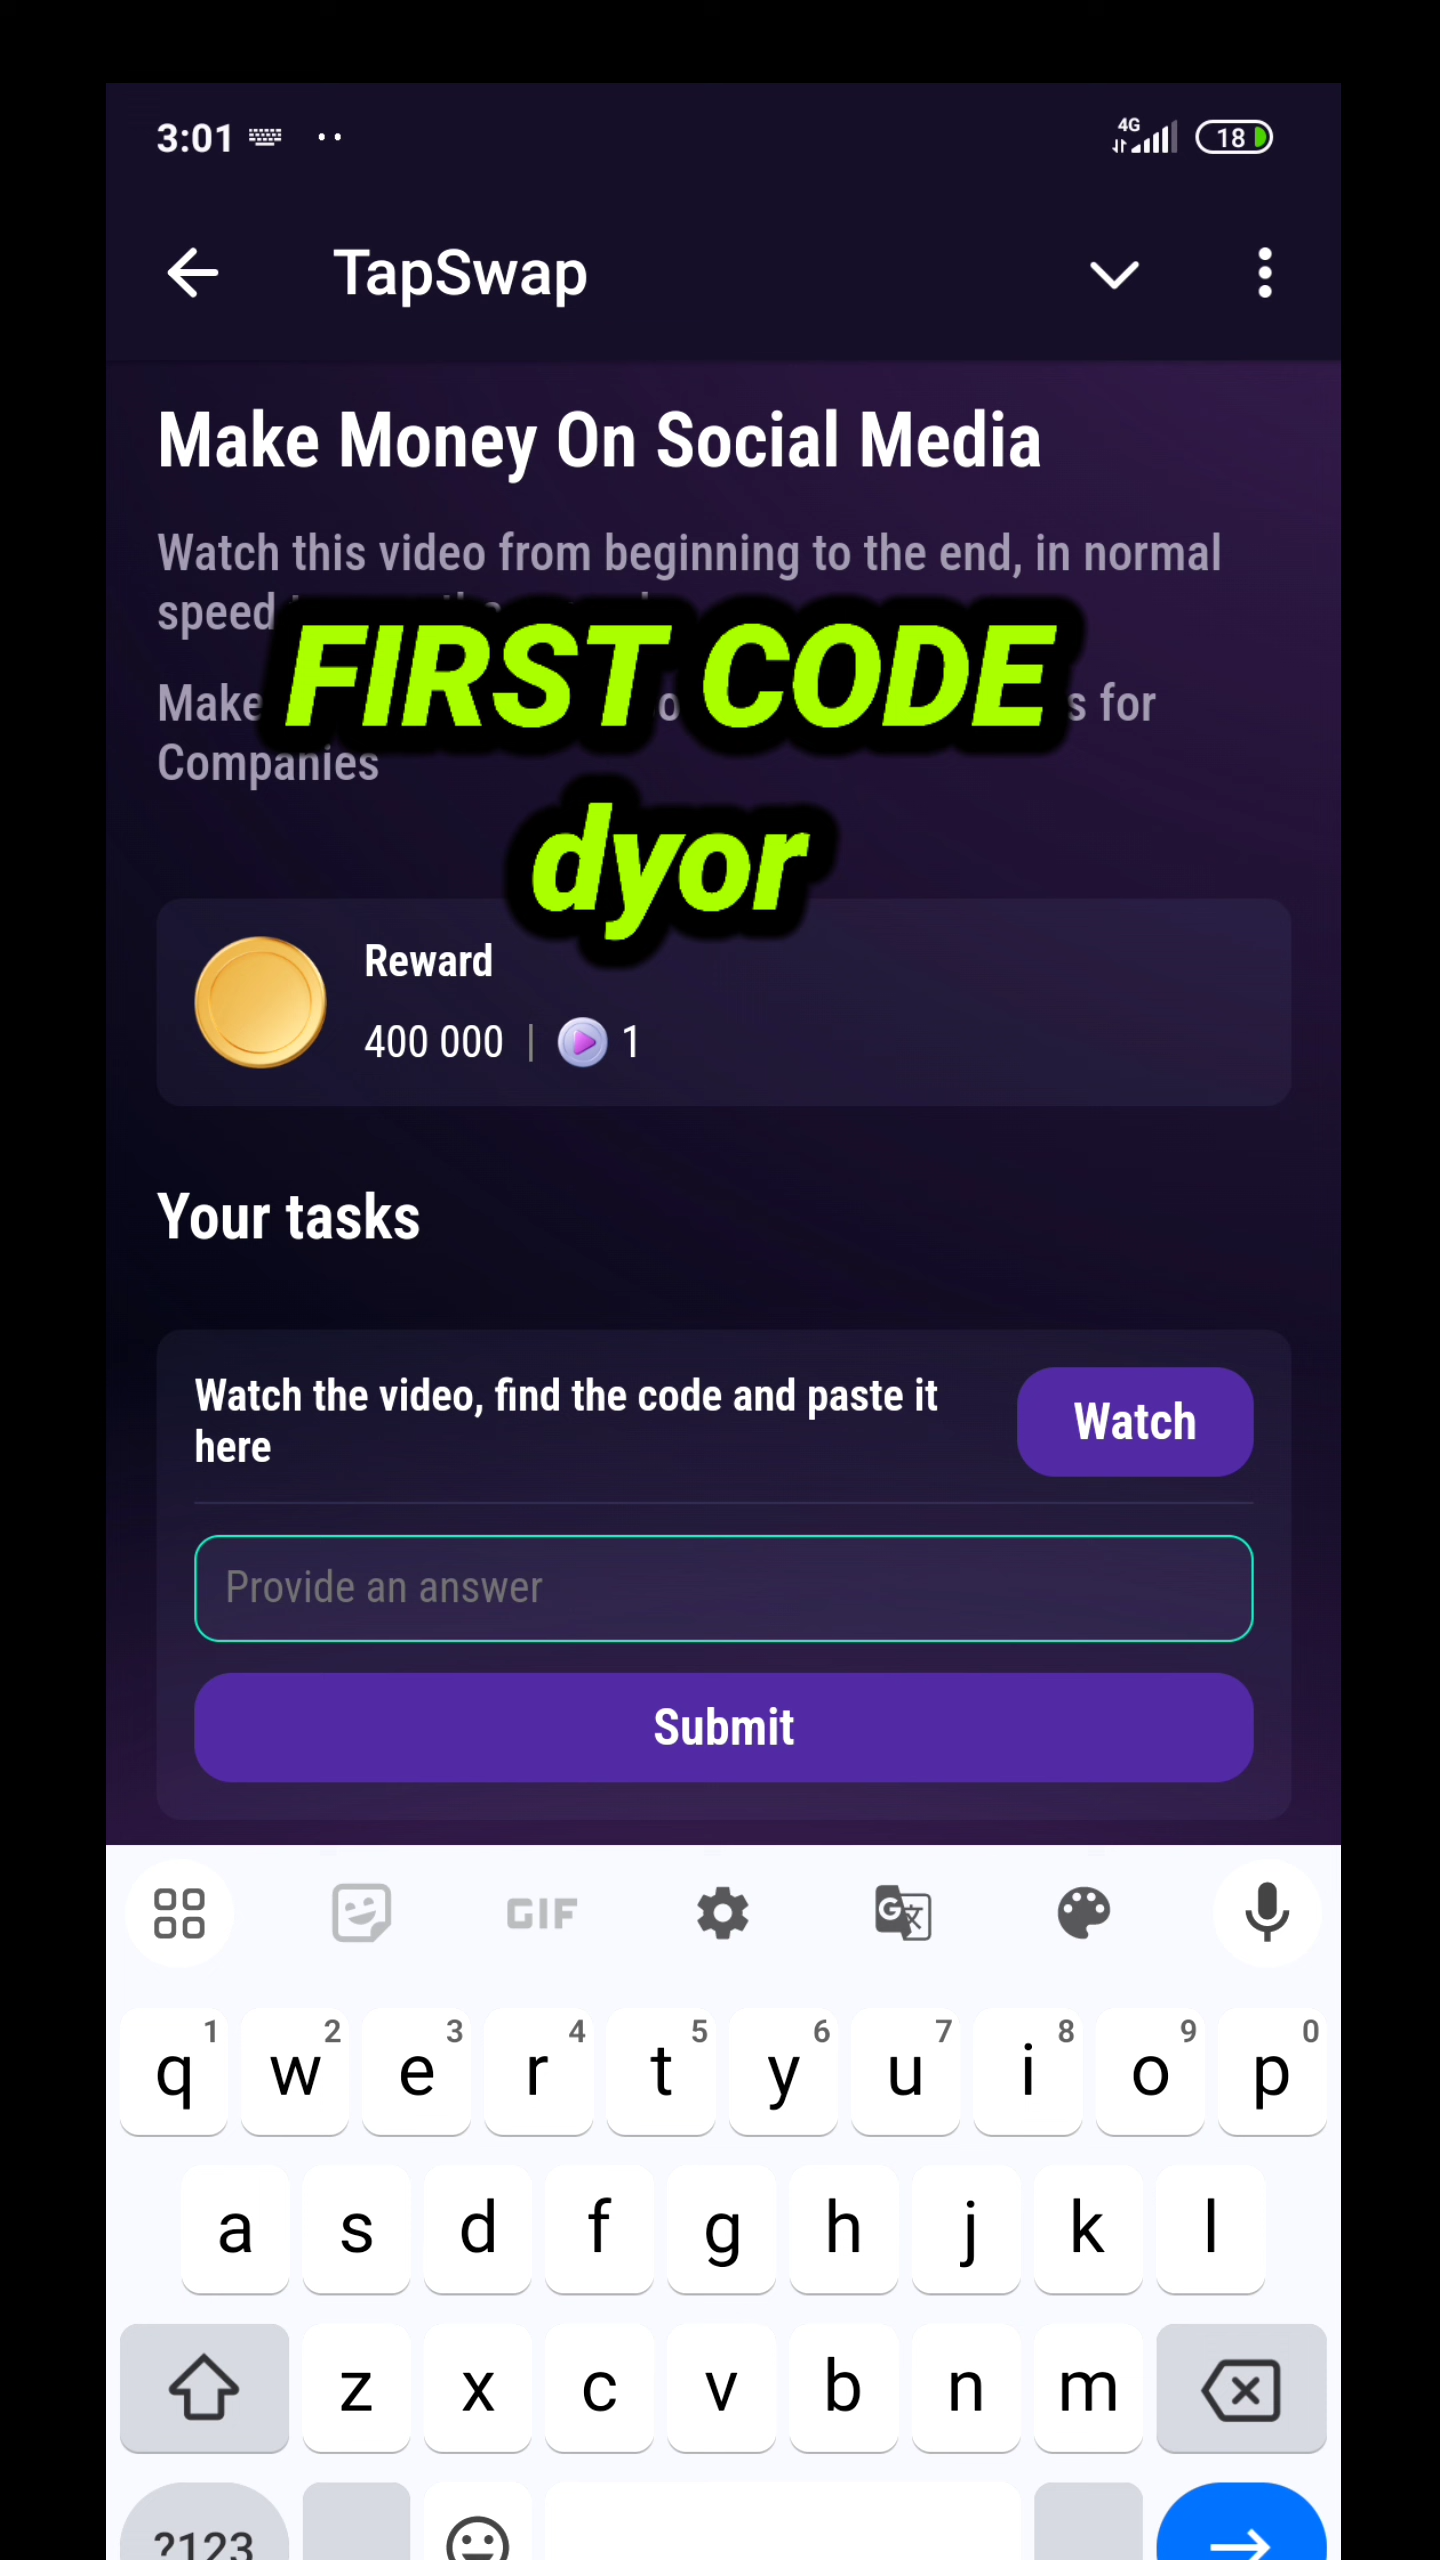 3:01
4G
18
TapSwap
Make Money On Social Media
Watch this video from beginning to the end, in normal
speed
FIRST CODE
Make s for
Companies
dyor
Reward
400 000 | 1
Your tasks
Watch the video, find the code and paste it
here
Watch
Provide an answer
Submit
GIF
G文
1 2 3 4 5 6 7 8 9 0
q w e r t y u i o p
a s d f g h j k l
z x c v b n m
?123